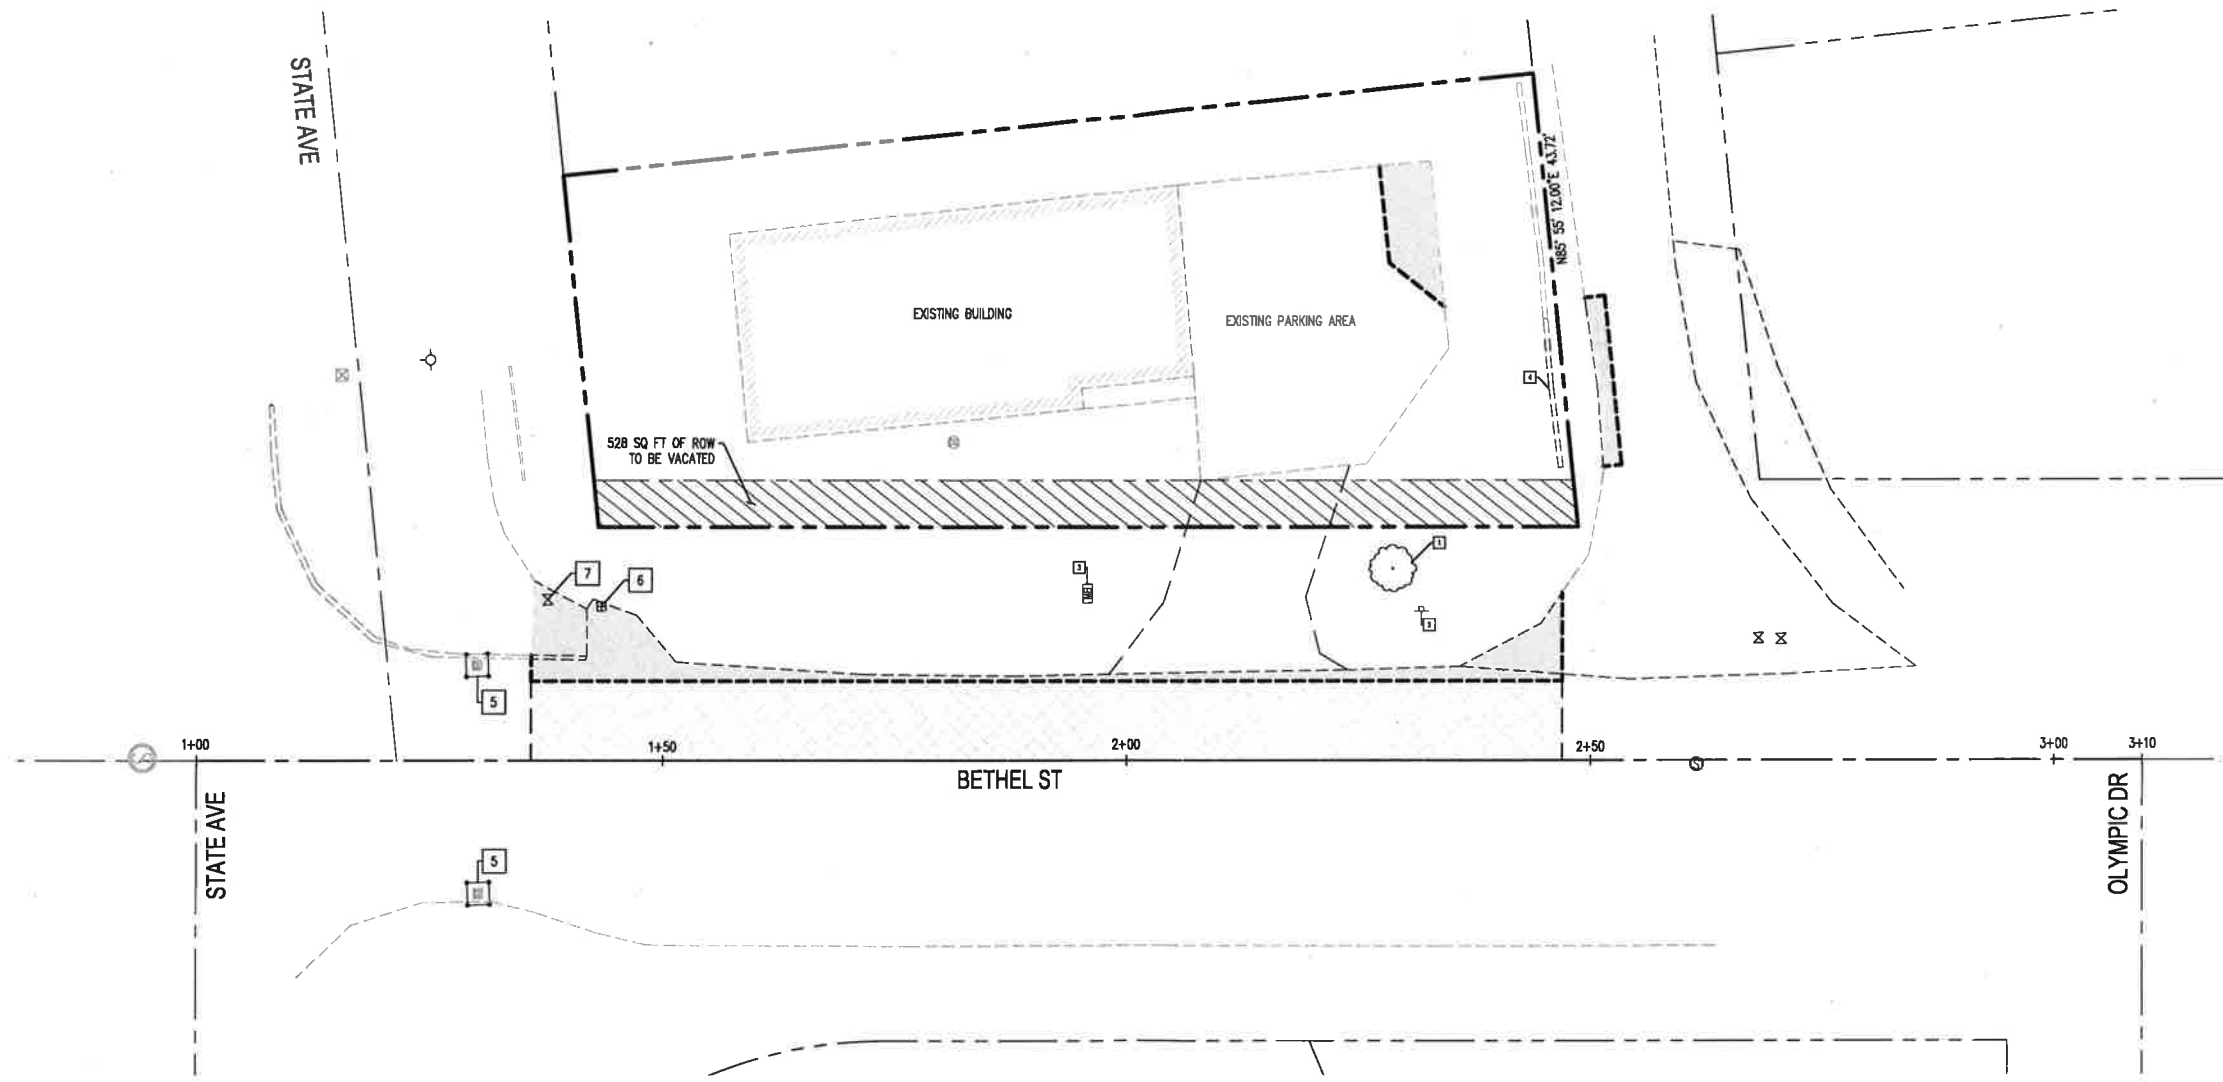 STATE AVE
N85° 55' 12.00"E 43.72'
EXISTING BUILDING
EXISTING PARKING AREA
4
528 SQ FT OF ROW
TO BE VACATED
1
3
7
6
5
1+00
1+50
2+00
2+50
3+00
3+10
S
BETHEL ST
STATE AVE
OLYMPIC DR
5